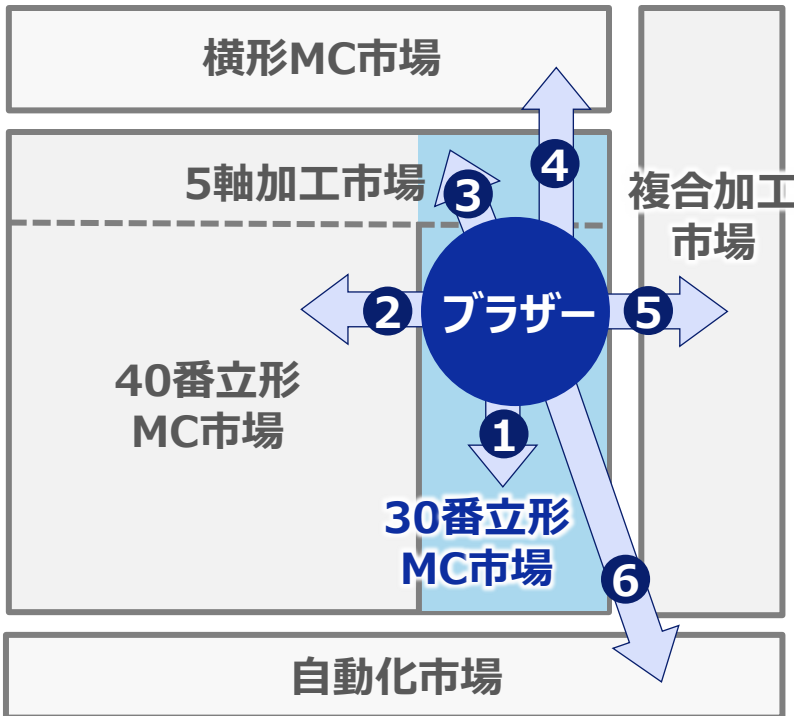 横形MC市場
5軸加工市場
3
4
複合加工
市場
2
ブラザー
5
40番立形
MC市場
1
30番立形
MC市場
6
自動化市場